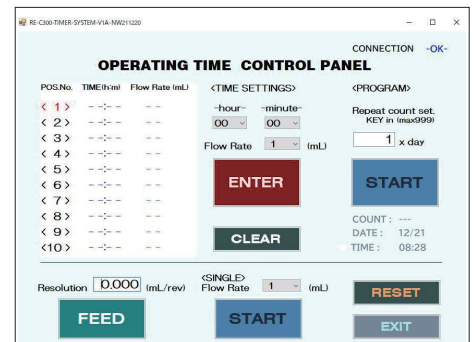 RE-C300-TIMER-SYSTEM-V1A-NW211220
CONNECTION -OK-
OPERATING TIME CONTROL PANEL
POS.No. TIME(h:m) Flow Rate (mL)
< 1 > --:-- --
< 2 > --:-- --
< 3 > --:-- --
< 4 > --:-- --
< 5 > --:-- --
< 6 > --:-- --
< 7 > --:-- --
< 8 > --:-- --
< 9 > --:-- --
<10 > --:-- --
<TIME SETTINGS>
-hour- -minute-
00 00
Flow Rate 1 (mL)
ENTER
CLEAR
<PROGRAM>
Repeat count set.
KEY in (max999)
1 x day
START
COUNT : ---
DATE : 12/21
TIME : 08:28
Resolution 0.000 (mL/rev)
FEED
<SINGLE>
Flow Rate 1 (mL)
START
RESET
EXIT